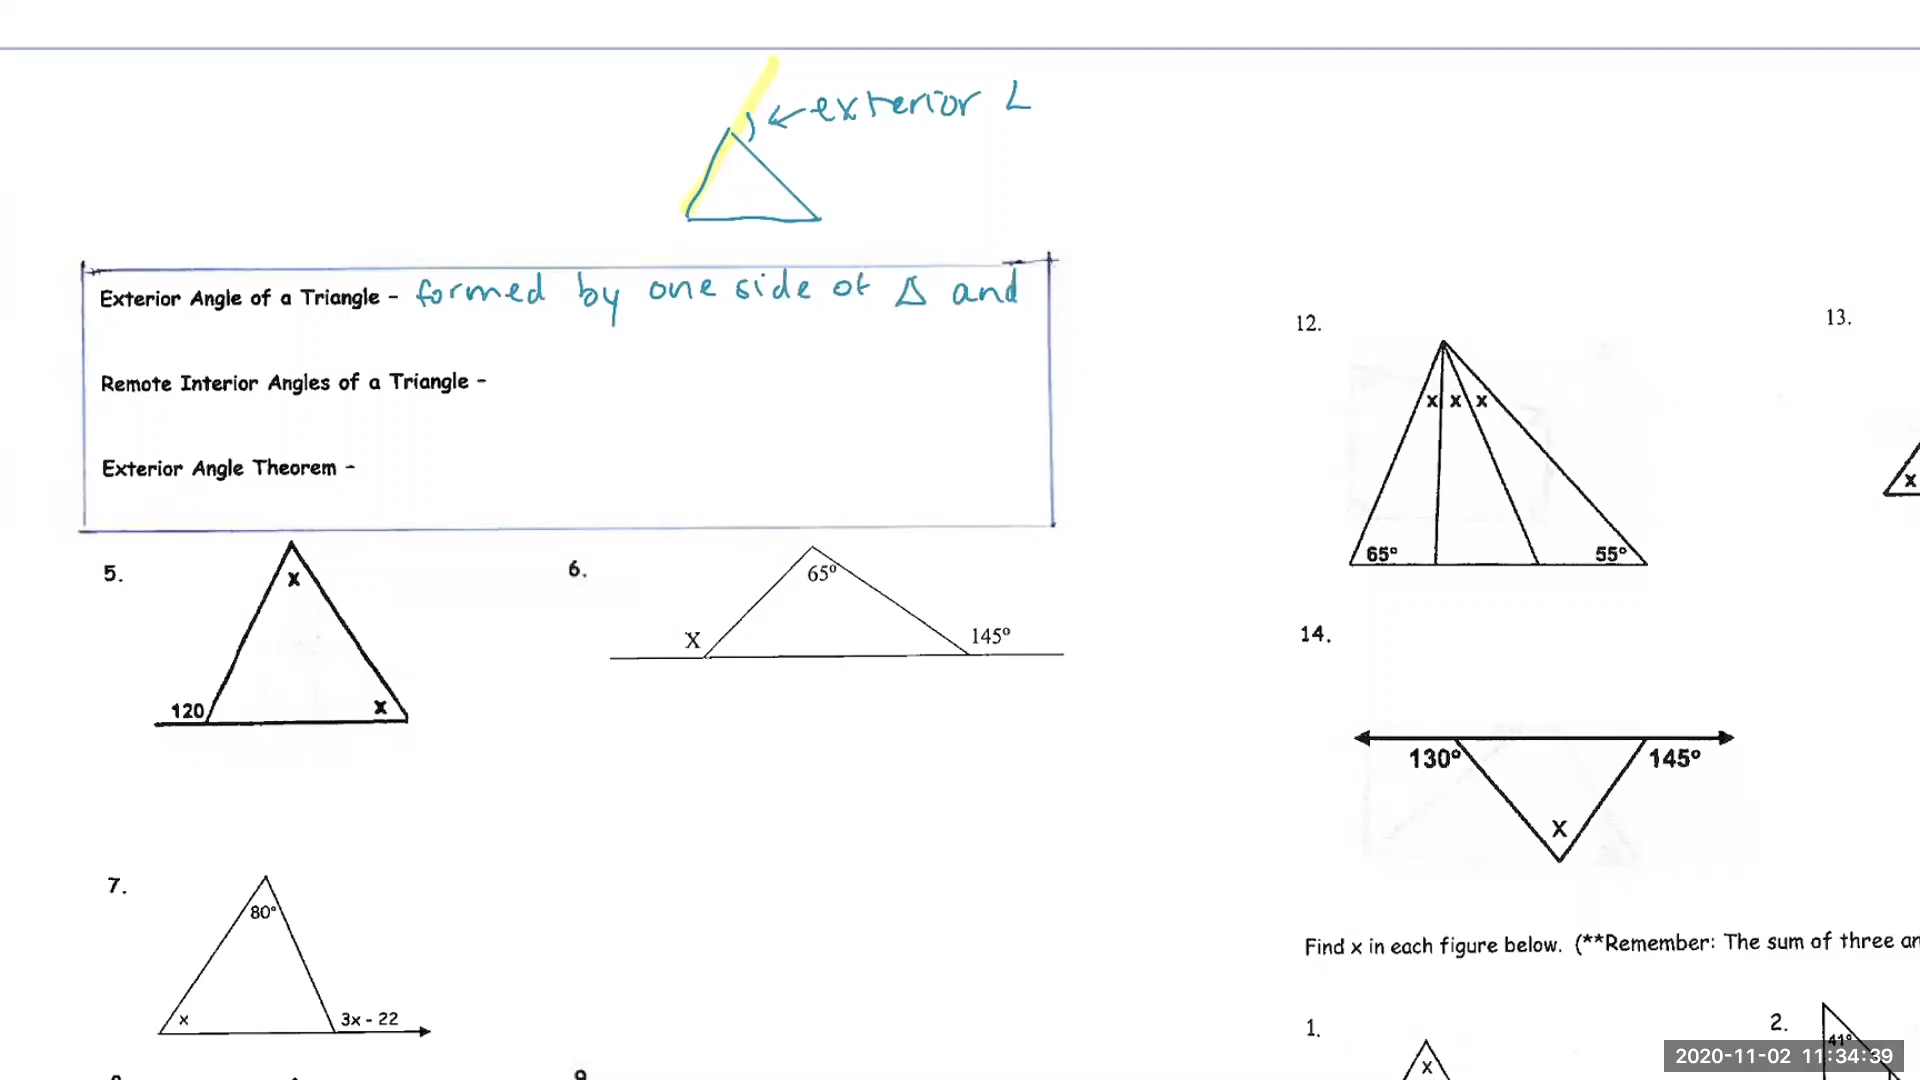 exterior ∠
Exterior Angle of a Triangle - formed by one side of △ and
Remote Interior Angles of a Triangle -
Exterior Angle Theorem -
5.
x
120
x
6.
65°
X
145°
7.
80°
x
3x - 22
9
12.
x x x
65°
55°
13.
x
14.
130°
145°
X
Find x in each figure below. (**Remember: The sum of three
1.
x
2.
41°
2020-11-02 11:34:39